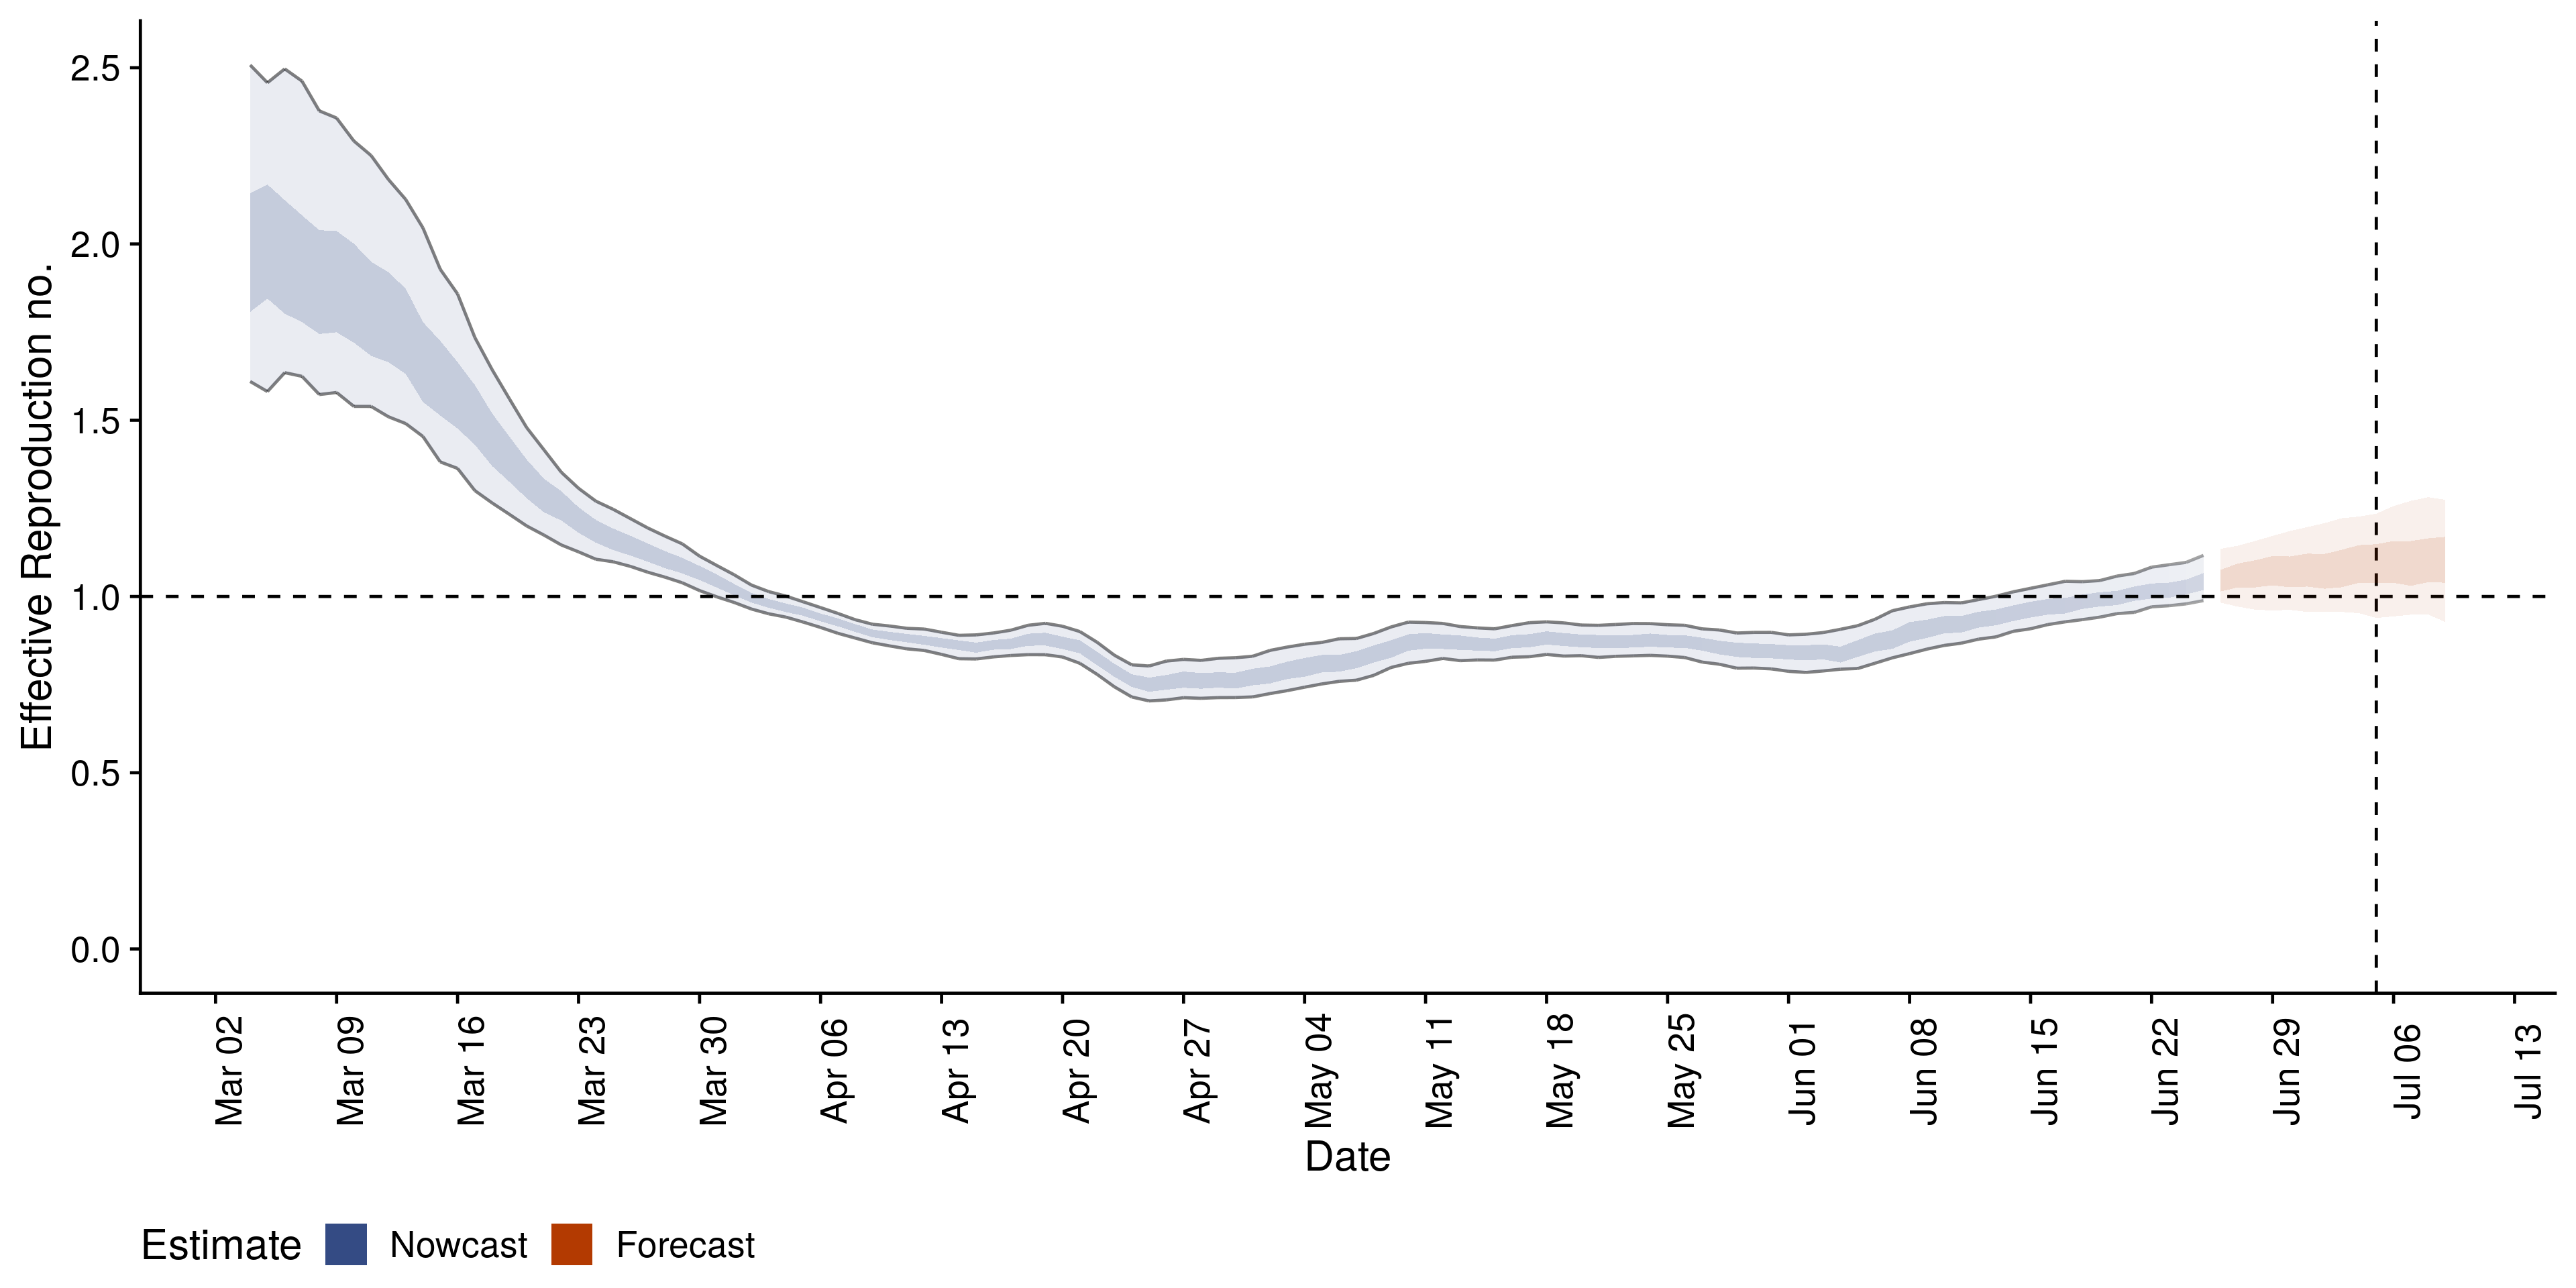 Effective Reproduction no.
2.5
2.0
1.5
1.0
0.5
0.0
Mar 02
Mar 09
Mar 16
Mar 23
Mar 30
Apr 06
Apr 13
Apr 20
Apr 27
May 04
May 11
May 18
May 25
Jun 01
Jun 08
Jun 15
Jun 22
Jun 29
Jul 06
Jul 13
Date
Estimate Nowcast Forecast